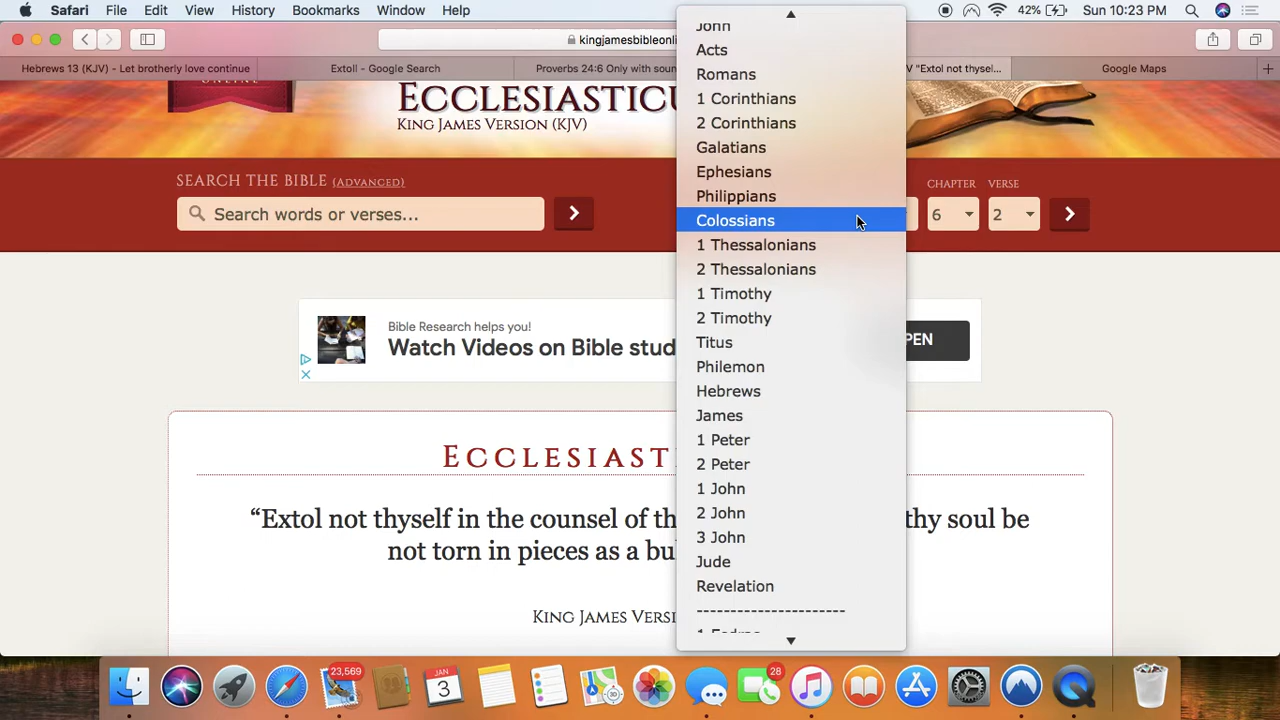 Safari File Edit View History Bookmarks Window Help
42% Sun 10:23 PM
kingjamesbibleonli
Hebrews 13 (KJV) - Let brotherly love continue
Extoll - Google Search
Proverbs 24:6 Only with soun
V "Extol not thysel...
Google Maps
ONLINE
ECCLESIASTICU
KING JAMES VERSION (KJV)
SEARCH THE BIBLE (ADVANCED)
Search words or verses...
CHAPTER VERSE
6 2
John
Acts
Romans
1 Corinthians
2 Corinthians
Galatians
Ephesians
Philippians
Colossians
1 Thessalonians
2 Thessalonians
1 Timothy
2 Timothy
Titus
Philemon
Hebrews
James
1 Peter
2 Peter
1 John
2 John
3 John
Jude
Revelation
----------------------
1 Esdras
Bible Research helps you!
Watch Videos on Bible stud
PEN
ECCLESIAST
“Extol not thyself in the counsel of th thy soul be
not torn in pieces as a bu
KING JAMES VERSI
23,569
JAN
3
28